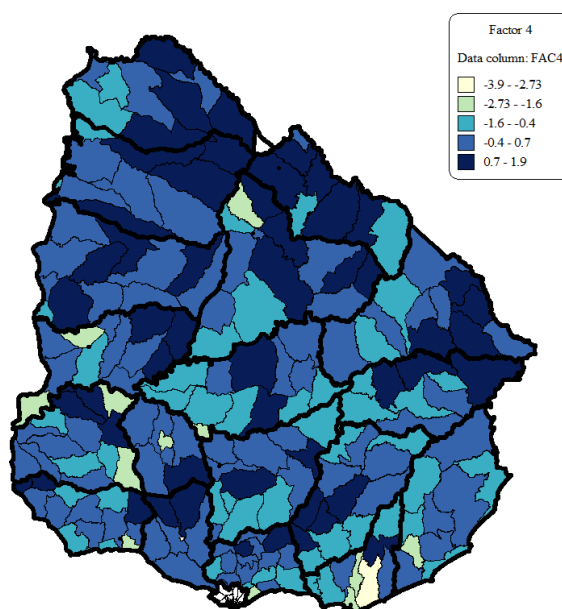 Factor 4
Data column: FAC4
-3.9 - -2.73
-2.73 - -1.6
-1.6 - -0.4
-0.4 - 0.7
0.7 - 1.9